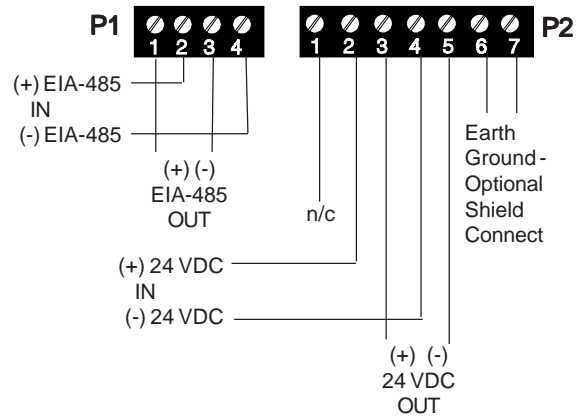 P1
1 2 3 4
1 2 3 4 5 6 7
P2
(+) EIA-485
IN
(-) EIA-485
(+) (-)
EIA-485
OUT
n/c
Earth
Ground -
Optional
Shield
Connect
(+) 24 VDC
IN
(-) 24 VDC
(+) (-)
24 VDC
OUT